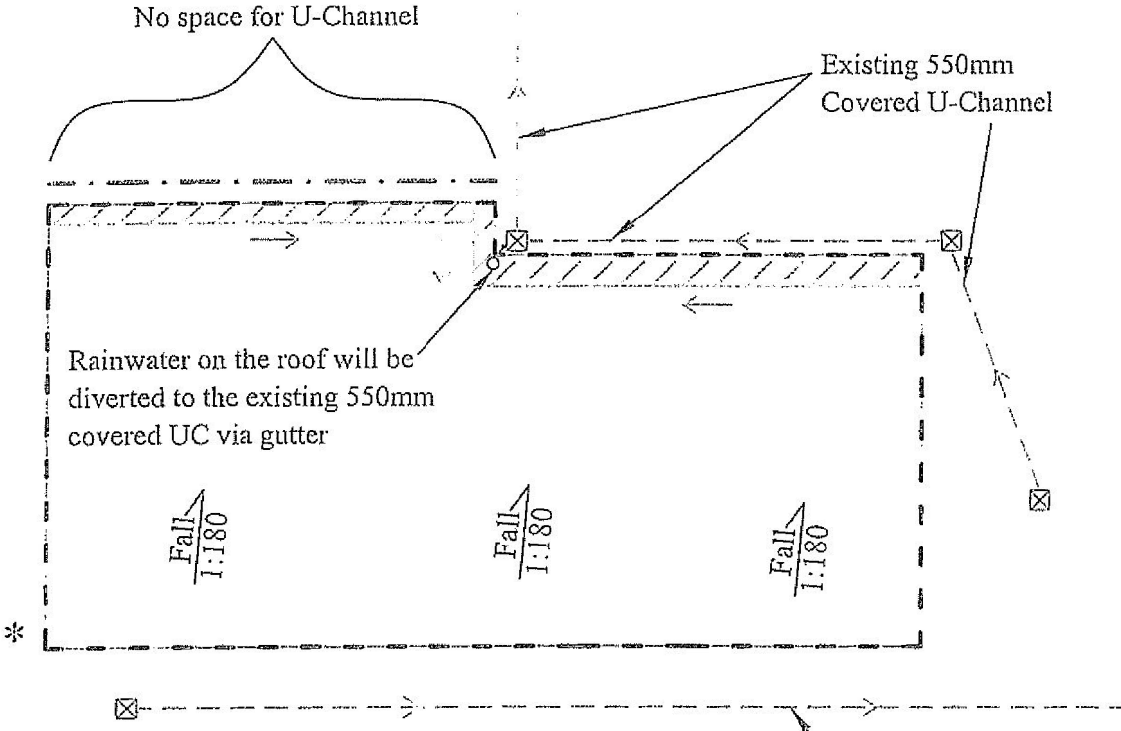 No space for U-Channel
Existing 550mm
Covered U-Channel
Rainwater on the roof will be
diverted to the existing 550mm
covered UC via gutter
Fall
1:180
Fall
1:180
Fall
1:180
*